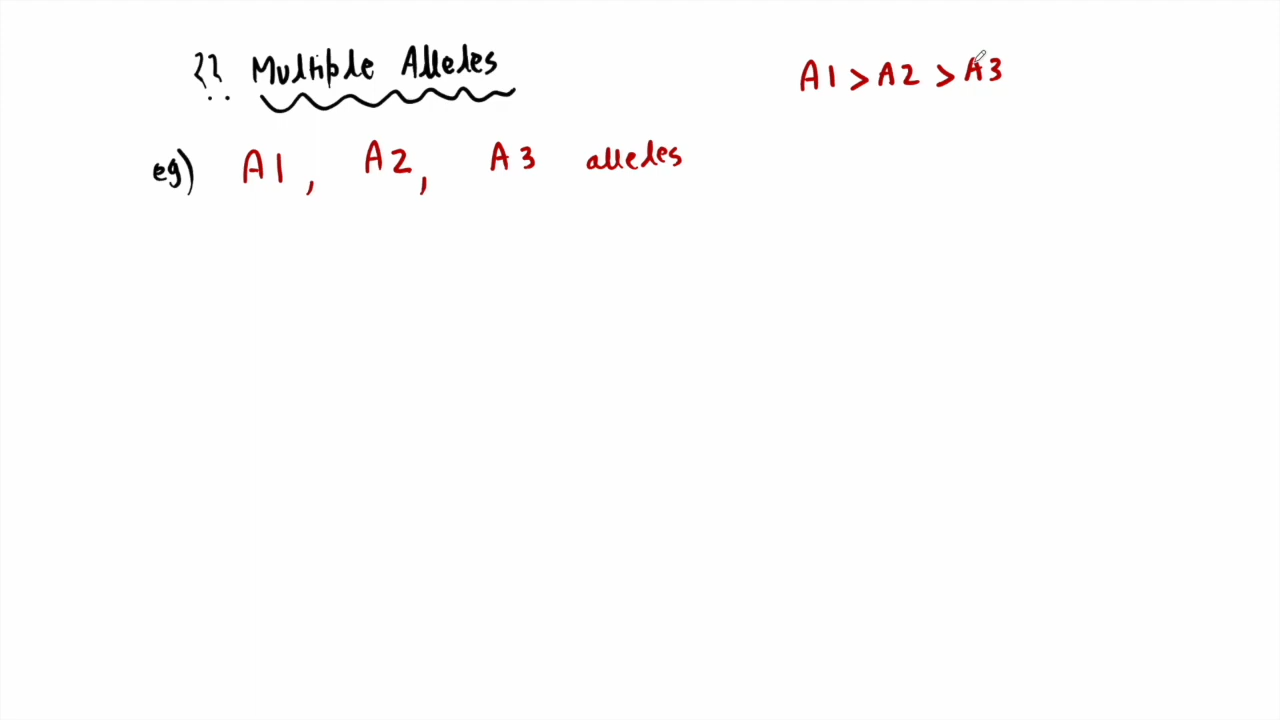 ?? Multiple Alleles
A1 > A2 > A3
eg) A1, A2, A3 alleles